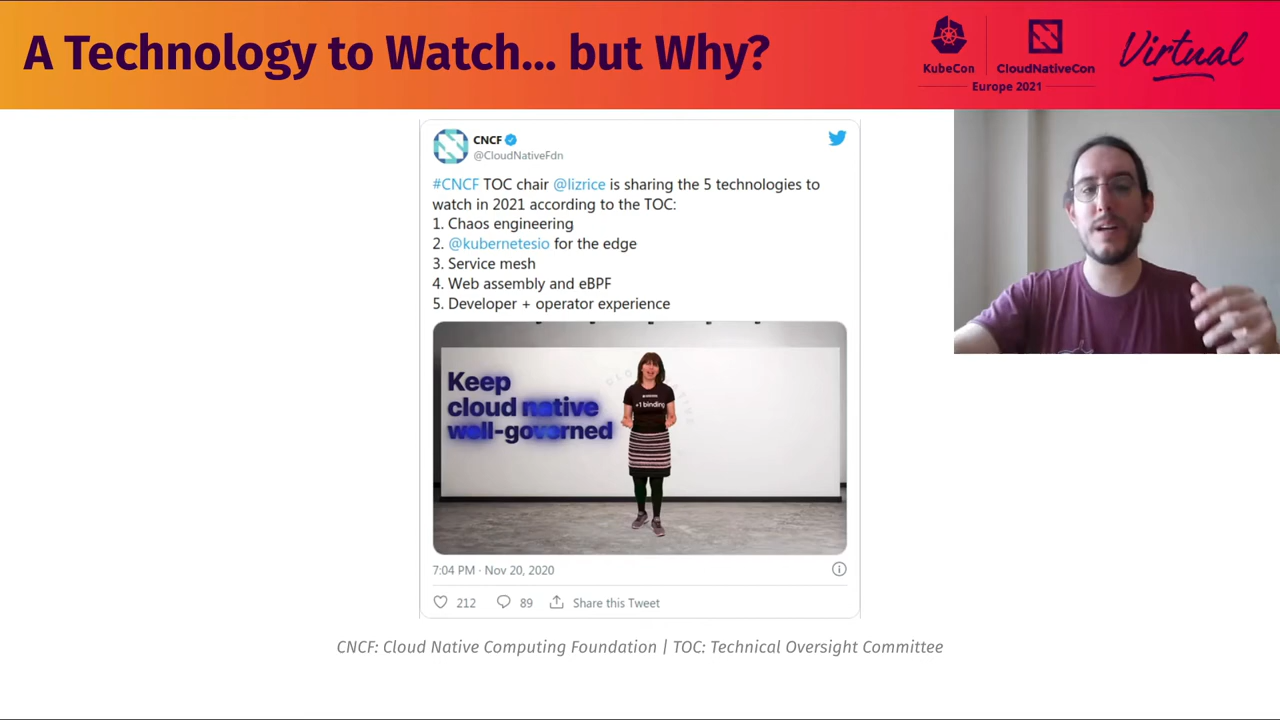 A Technology to Watch... but Why?
KubeCon
CloudNativeCon
Europe 2021
Virtual
CNCF
@CloudNativeFdn
#CNCF TOC chair @lizrice is sharing the 5 technologies to
watch in 2021 according to the TOC:
1. Chaos engineering
2. @kubernetesio for the edge
3. Service mesh
4. Web assembly and eBPF
5. Developer + operator experience
Keep
cloud native
well-governed
+1 binding
7:04 PM · Nov 20, 2020
212
89
Share this Tweet
CNCF: Cloud Native Computing Foundation | TOC: Technical Oversight Committee